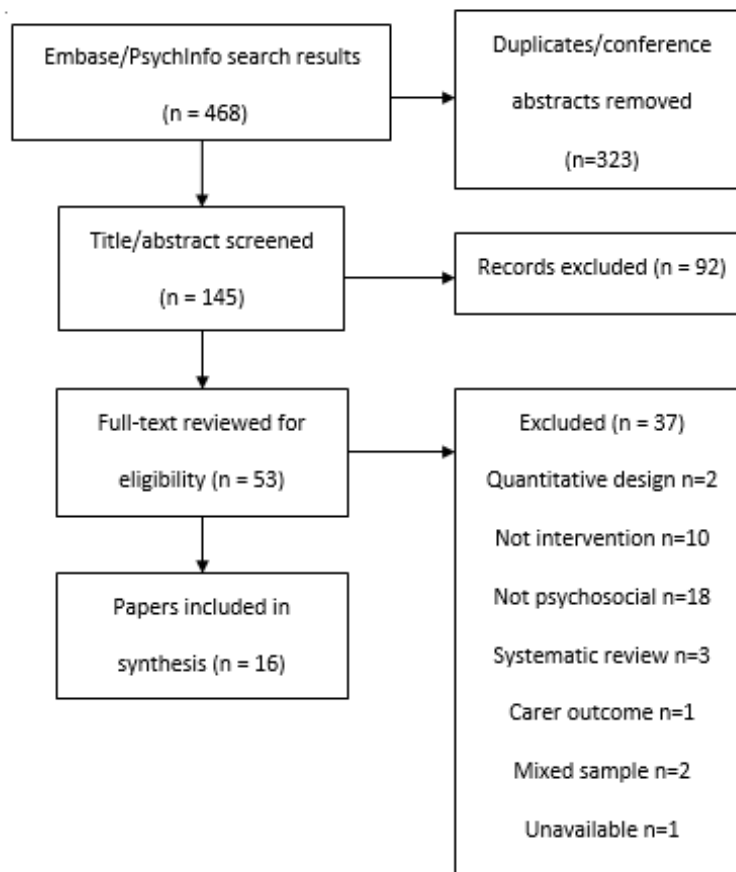 Embase/PsychInfo search results
(n = 468)
Duplicates/conference
abstracts removed
(n=323)
Title/abstract screened
(n = 145)
Records excluded (n = 92)
Full-text reviewed for
eligibility (n = 53)
Excluded (n = 37)
Quantitative design n=2
Not intervention n=10
Not psychosocial n=18
Systematic review n=3
Carer outcome n=1
Mixed sample n=2
Unavailable n=1
Papers included in
synthesis (n = 16)